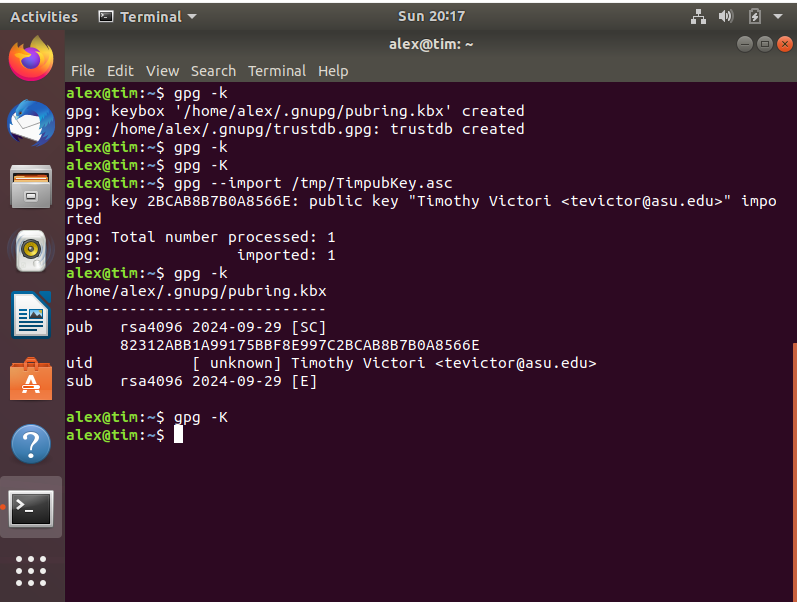 Activities Terminal Sun 20:17
alex@tim: ~
File Edit View Search Terminal Help
alex@tim:~$ gpg -k
gpg: keybox '/home/alex/.gnupg/pubring.kbx' created
gpg: /home/alex/.gnupg/trustdb.gpg: trustdb created
alex@tim:~$ gpg -k
alex@tim:~$ gpg -K
alex@tim:~$ gpg --import /tmp/TimpubKey.asc
gpg: key 2BCAB8B7B0A8566E: public key "Timothy Victori <tevictor@asu.edu>" impo
rted
gpg: Total number processed: 1
gpg:               imported: 1
alex@tim:~$ gpg -k
/home/alex/.gnupg/pubring.kbx
-----------------------------
pub   rsa4096 2024-09-29 [SC]
      82312ABB1A99175BBF8E997C2BCAB8B7B0A8566E
uid           [ unknown] Timothy Victori <tevictor@asu.edu>
sub   rsa4096 2024-09-29 [E]
alex@tim:~$ gpg -K
alex@tim:~$